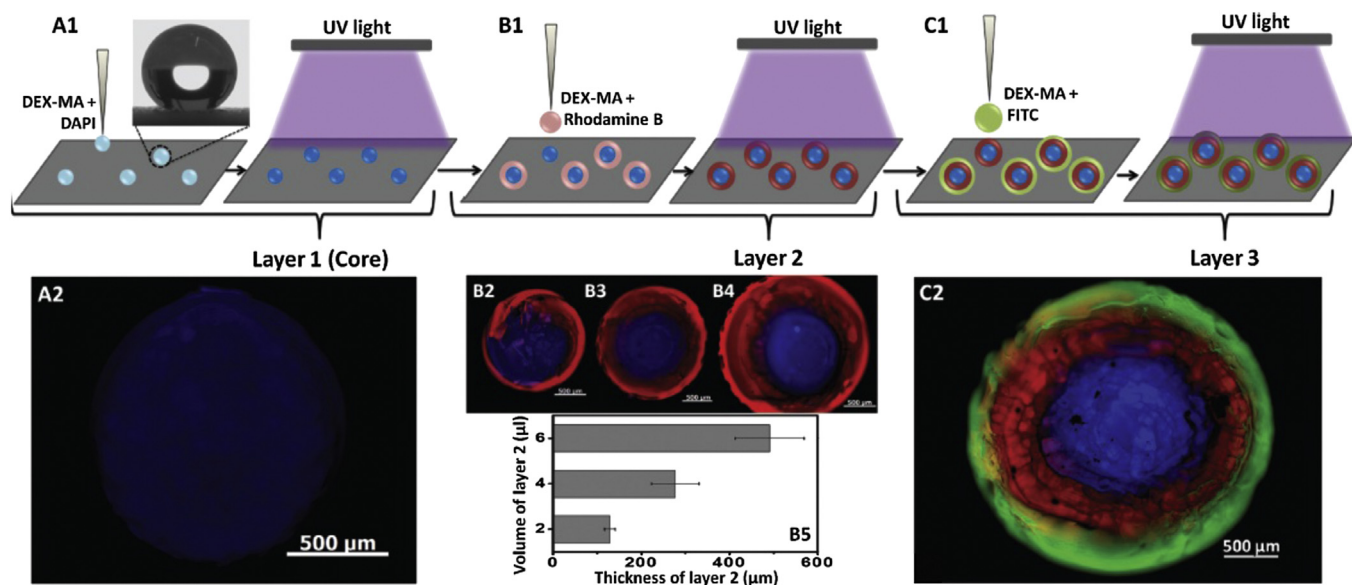 A1
UV light
DEX-MA +
DAPI
B1
UV light
DEX-MA +
Rhodamine B
C1
UV light
DEX-MA +
FITC
Layer 1 (Core)
Layer 2
Layer 3
A2
500 µm
B2
500 µm
B3
500 µm
B4
500 µm
Volume of layer 2 (µl)
6
4
2
B5
0
200
400
600
Thickness of layer 2 (µm)
C2
500 µm